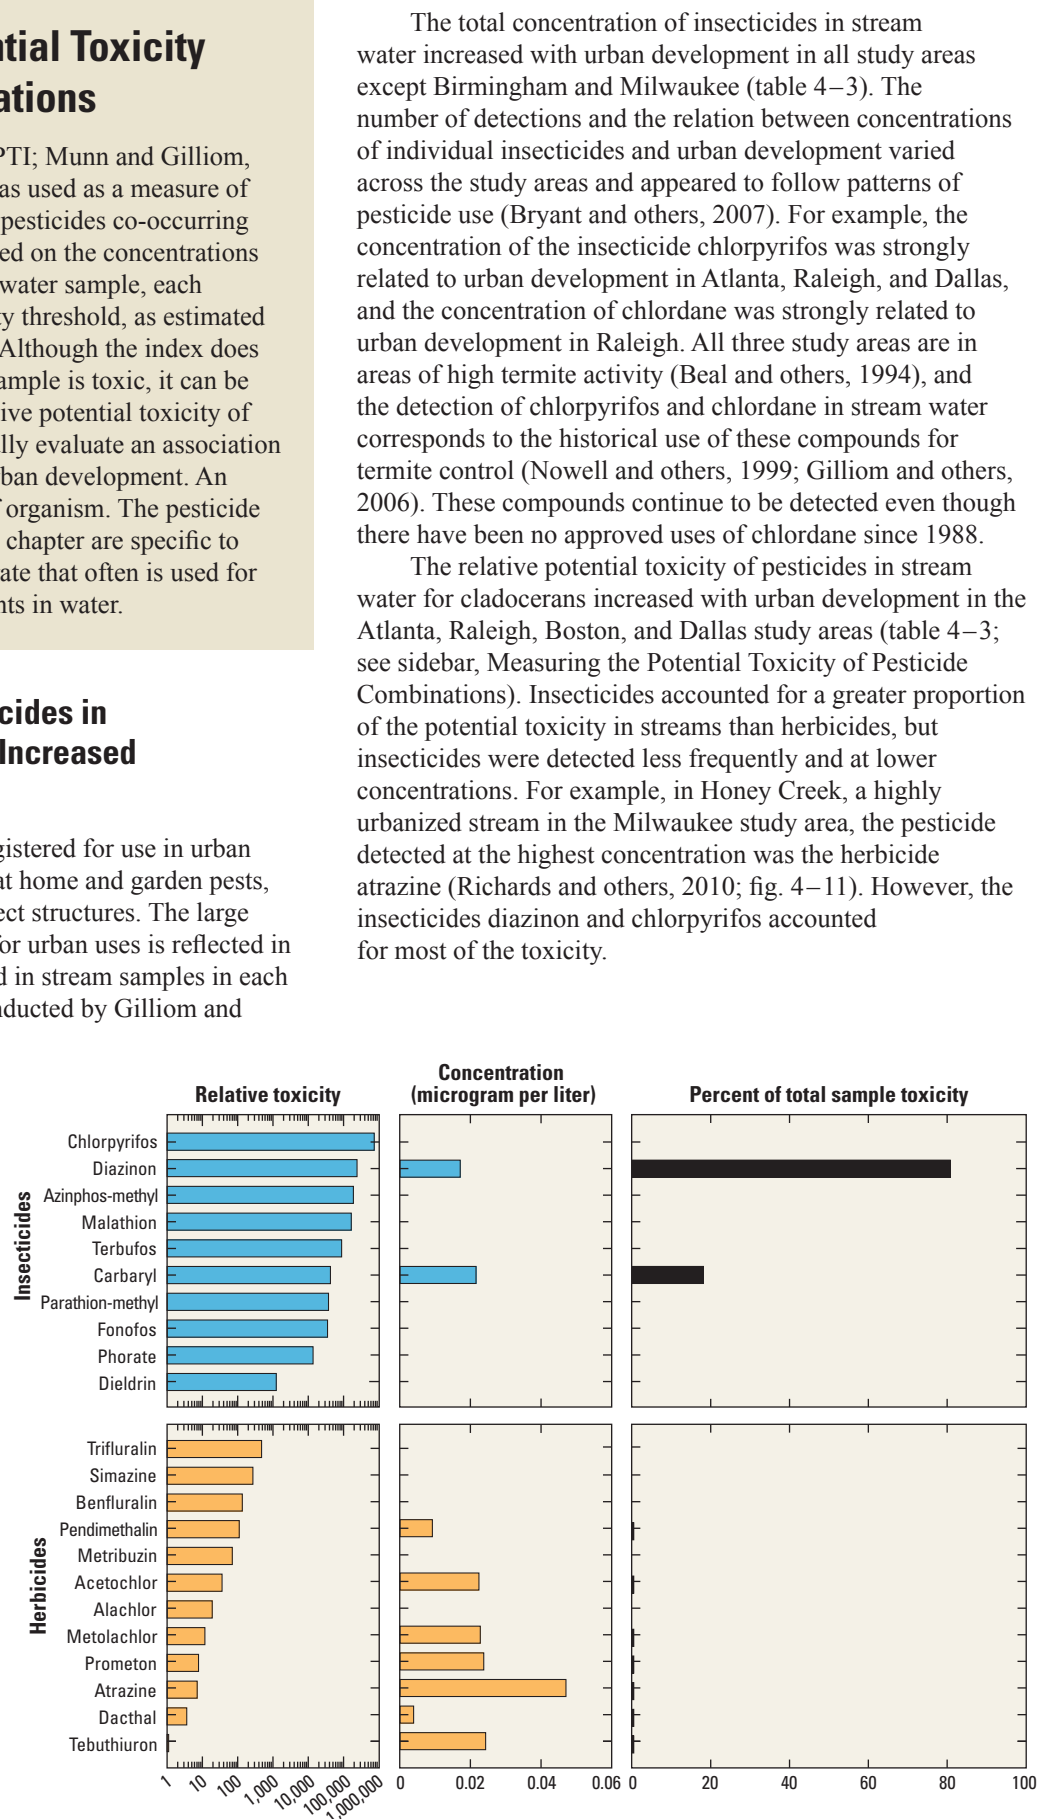 ntial Toxicity
ations
PTI; Munn and Gilliom,
as used as a measure of
pesticides co-occurring
ed on the concentrations
water sample, each
ty threshold, as estimated
Although the index does
ample is toxic, it can be
ive potential toxicity of
lly evaluate an association
ban development. An
f organism. The pesticide
chapter are specific to
ate that often is used for
nts in water.
cides in
Increased
gistered for use in urban
at home and garden pests,
ect structures. The large
for urban uses is reflected in
d in stream samples in each
nducted by Gilliom and
The total concentration of insecticides in stream
water increased with urban development in all study areas
except Birmingham and Milwaukee (table 4–3). The
number of detections and the relation between concentrations
of individual insecticides and urban development varied
across the study areas and appeared to follow patterns of
pesticide use (Bryant and others, 2007). For example, the
concentration of the insecticide chlorpyrifos was strongly
related to urban development in Atlanta, Raleigh, and Dallas,
and the concentration of chlordane was strongly related to
urban development in Raleigh. All three study areas are in
areas of high termite activity (Beal and others, 1994), and
the detection of chlorpyrifos and chlordane in stream water
corresponds to the historical use of these compounds for
termite control (Nowell and others, 1999; Gilliom and others,
2006). These compounds continue to be detected even though
there have been no approved uses of chlordane since 1988.
The relative potential toxicity of pesticides in stream
water for cladocerans increased with urban development in the
Atlanta, Raleigh, Boston, and Dallas study areas (table 4–3;
see sidebar, Measuring the Potential Toxicity of Pesticide
Combinations). Insecticides accounted for a greater proportion
of the potential toxicity in streams than herbicides, but
insecticides were detected less frequently and at lower
concentrations. For example, in Honey Creek, a highly
urbanized stream in the Milwaukee study area, the pesticide
detected at the highest concentration was the herbicide
atrazine (Richards and others, 2010; fig. 4–11). However, the
insecticides diazinon and chlorpyrifos accounted
for most of the toxicity.
Relative toxicity
Concentration
(microgram per liter)
Percent of total sample toxicity
Insecticides
Chlorpyrifos
Diazinon
Azinphos-methyl
Malathion
Terbufos
Carbaryl
Parathion-methyl
Fonofos
Phorate
Dieldrin
Herbicides
Trifluralin
Simazine
Benfluralin
Pendimethalin
Metribuzin
Acetochlor
Alachlor
Metolachlor
Prometon
Atrazine
Dacthal
Tebuthiuron
1 10 100 1,000 10,000 100,000 1,000,000
0 0.02 0.04 0.06
0 20 40 60 80 100